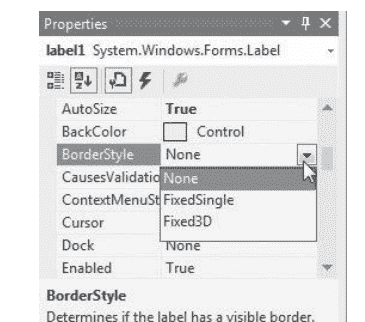 Properties
label1 System.Windows.Forms.Label
AutoSize True
BackColor Control
BorderStyle None
CausesValidatio None
ContextMenuSt FixedSingle
Cursor Fixed3D
Dock None
Enabled True
BorderStyle
Determines if the label has a visible border.